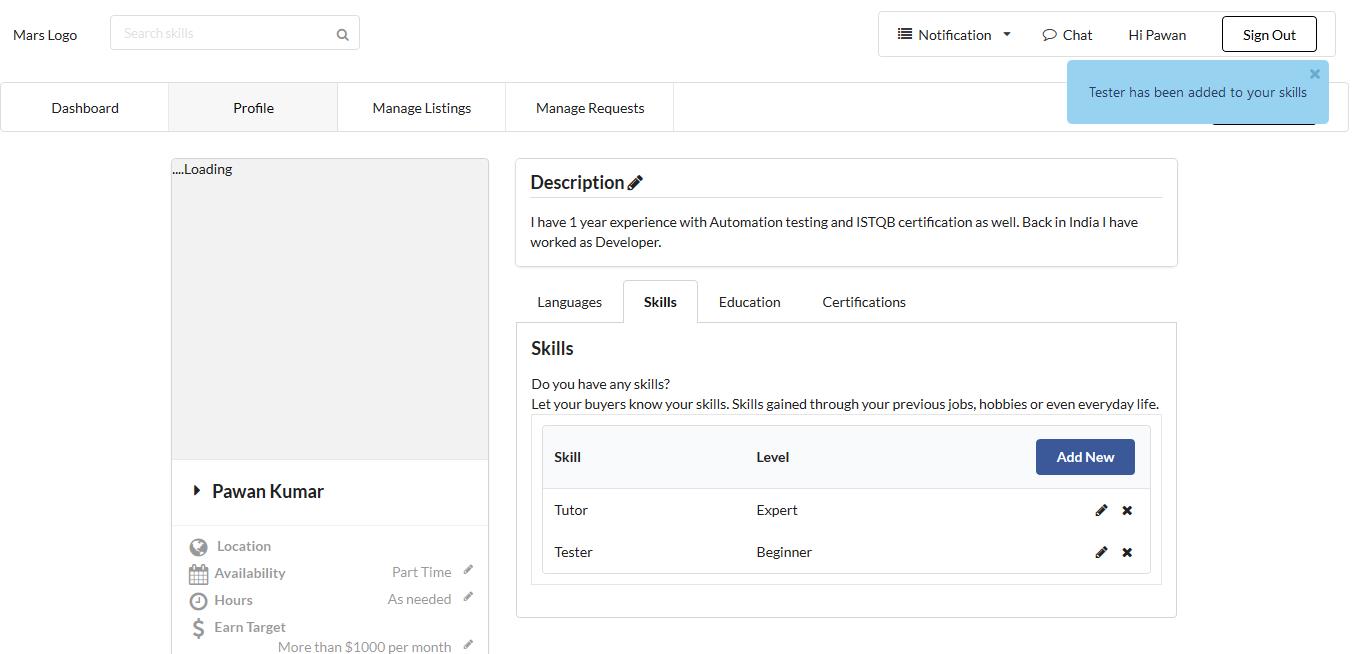 Mars Logo
Search skills
Notification
Chat
Hi Pawan
Sign Out
Tester has been added to your skills
Dashboard
Profile
Manage Listings
Manage Requests
....Loading
Pawan Kumar
Location
Availability
Part Time
Hours
As needed
Earn Target
More than $1000 per month
Description
I have 1 year experience with Automation testing and ISTQB certification as well. Back in India I have
worked as Developer.
Languages
Skills
Education
Certifications
Skills
Do you have any skills?
Let your buyers know your skills. Skills gained through your previous jobs, hobbies or even everyday life.
Skill
Level
Add New
Tutor
Expert
Tester
Beginner